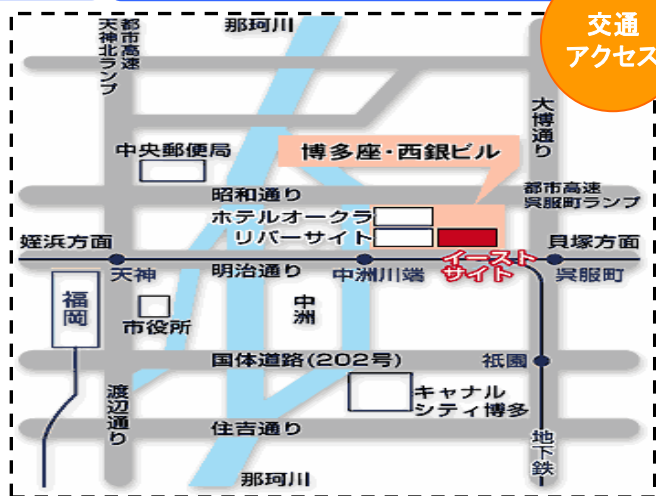 交通
アクセス
都市高速
天神北ランプ
那珂川
大博通り
中央郵便局
博多座・西銀ビル
昭和通り
都市高速
呉服町ランプ
ホテルオークラ
リバーサイト
姪浜方面
貝塚方面
イースト
サイト
天神
明治通り
中洲川端
呉服町
福岡
市役所
中洲
国体道路(202号)
祇園
キャナル
シティ博多
渡辺通り
住吉通り
地下鉄
那珂川